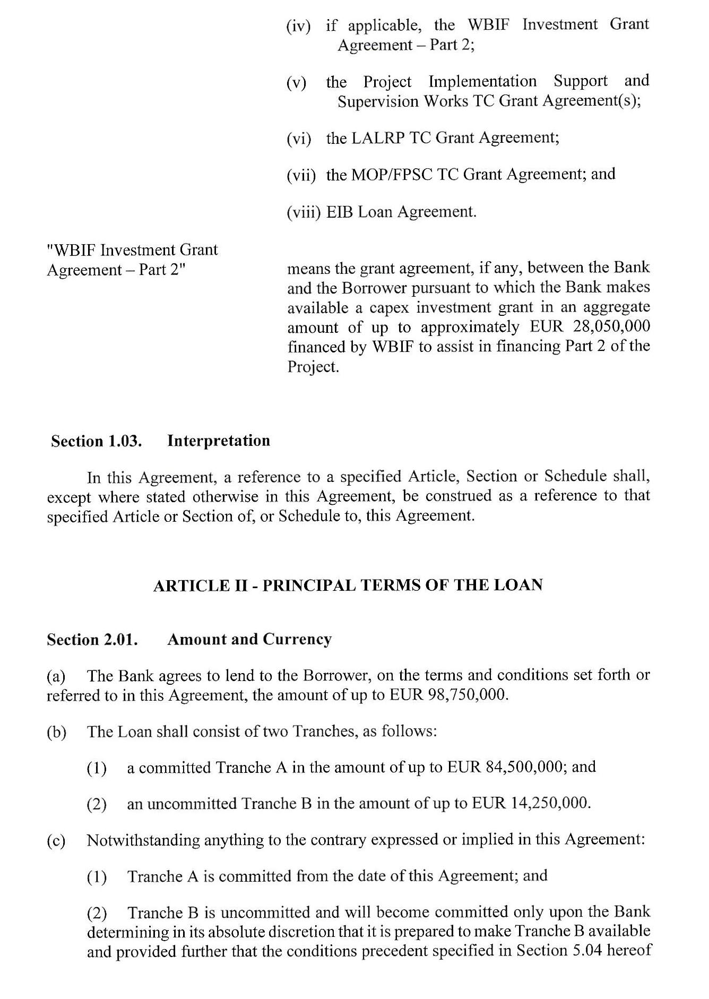 (iv) if applicable, the WBIF Investment Grant
Agreement – Part 2;
(v) the Project Implementation Support and
Supervision Works TC Grant Agreement(s);
(vi) the LALRP TC Grant Agreement;
(vii) the MOP/FPSC TC Grant Agreement; and
(viii) EIB Loan Agreement.
"WBIF Investment Grant
Agreement – Part 2"
means the grant agreement, if any, between the Bank
and the Borrower pursuant to which the Bank makes
available a capex investment grant in an aggregate
amount of up to approximately EUR 28,050,000
financed by WBIF to assist in financing Part 2 of the
Project.
Section 1.03. Interpretation
In this Agreement, a reference to a specified Article, Section or Schedule shall,
except where stated otherwise in this Agreement, be construed as a reference to that
specified Article or Section of, or Schedule to, this Agreement.
ARTICLE II - PRINCIPAL TERMS OF THE LOAN
Section 2.01. Amount and Currency
(a) The Bank agrees to lend to the Borrower, on the terms and conditions set forth or
referred to in this Agreement, the amount of up to EUR 98,750,000.
(b) The Loan shall consist of two Tranches, as follows:
(1) a committed Tranche A in the amount of up to EUR 84,500,000; and
(2) an uncommitted Tranche B in the amount of up to EUR 14,250,000.
(c) Notwithstanding anything to the contrary expressed or implied in this Agreement:
(1) Tranche A is committed from the date of this Agreement; and
(2) Tranche B is uncommitted and will become committed only upon the Bank
determining in its absolute discretion that it is prepared to make Tranche B available
and provided further that the conditions precedent specified in Section 5.04 hereof